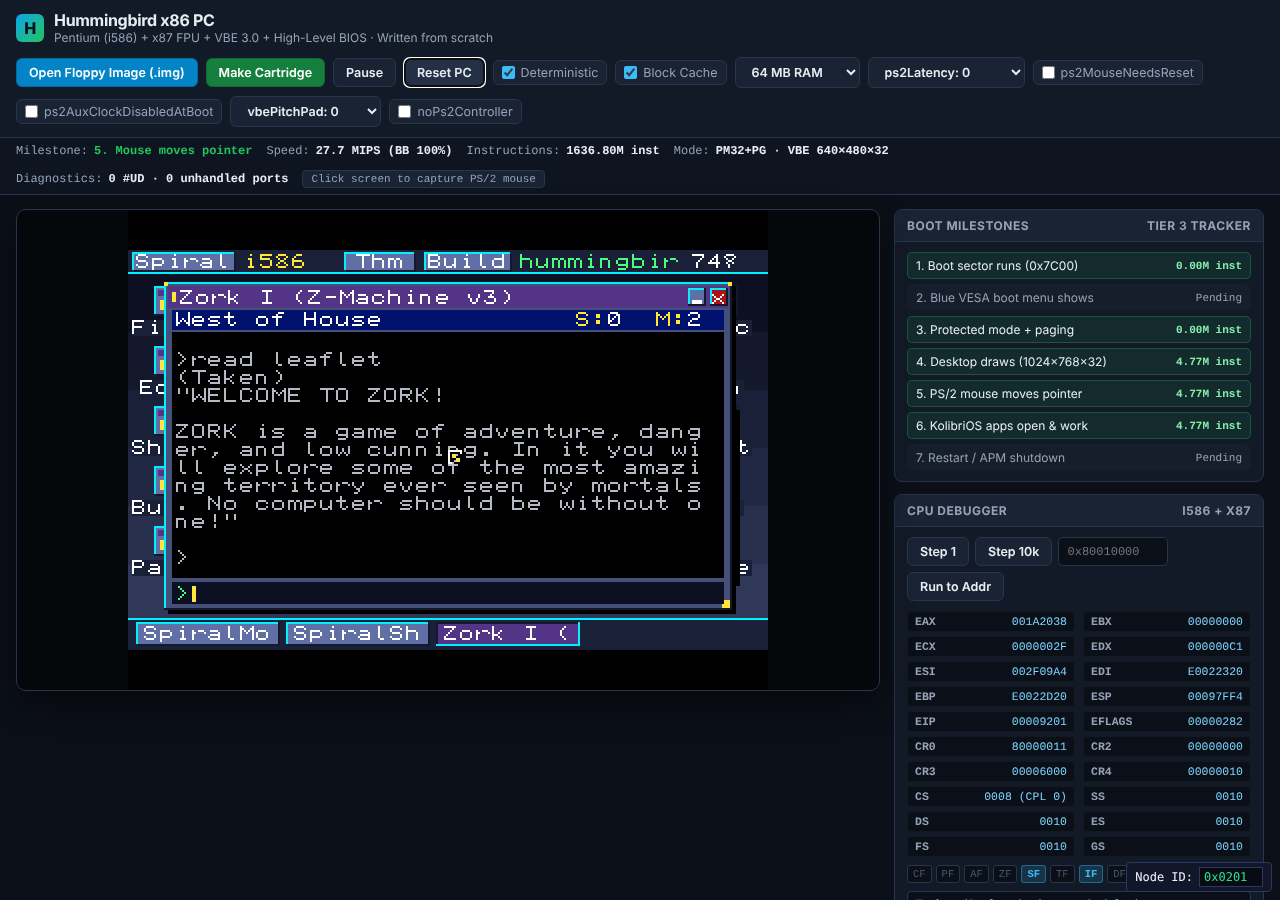 H
Hummingbird x86 PC
Pentium (i586) + x87 FPU + VBE 3.0 + High-Level BIOS · Written from scratch
Open Floppy Image (.img) Make Cartridge Pause Reset PC Deterministic Block Cache 64 MB RAM ps2Latency: 0 ps2MouseNeedsReset
ps2AuxClockDisabledAtBoot vbePitchPad: 0 noPs2Controller
Milestone: 5. Mouse moves pointer Speed: 27.7 MIPS (BB 100%) Instructions: 1636.80M inst Mode: PM32+PG · VBE 640×480×32
Diagnostics: 0 #UD · 0 unhandled ports Click screen to capture PS/2 mouse
Spiral i586 Thm Build hummingbir 74?
Zork I (Z-Machine v3)
West of House S:0 M:2
>read leaflet
(Taken)
"WELCOME TO ZORK!
ZORK is a game of adventure, dang
er, and low cunning. In it you wi
ll explore some of the most amazi
ng territory ever seen by mortals
. No computer should be without o
ne!"
>
>
Fi
c
Ed
Sh
t
Bu
Pa
e
SpiralMo SpiralSh Zork I (
BOOT MILESTONES TIER 3 TRACKER
1. Boot sector runs (0x7C00) 0.00M inst
2. Blue VESA boot menu shows Pending
3. Protected mode + paging 0.00M inst
4. Desktop draws (1024×768×32) 4.77M inst
5. PS/2 mouse moves pointer 4.77M inst
6. KolibriOS apps open & work 4.77M inst
7. Restart / APM shutdown Pending
CPU DEBUGGER I586 + X87
Step 1 Step 10k 0x80010000
Run to Addr
EAX 001A2038 EBX 00000000
ECX 0000002F EDX 000000C1
ESI 002F09A4 EDI E0022320
EBP E0022D20 ESP 00097FF4
EIP 00009201 EFLAGS 00000282
CR0 80000011 CR2 00000000
CR3 00006000 CR4 00000010
CS 0008 (CPL 0) SS 0010
DS 0010 ES 0010
FS 0010 GS 0010
CF PF AF ZF SF TF IF DF
Node ID: 0x0201